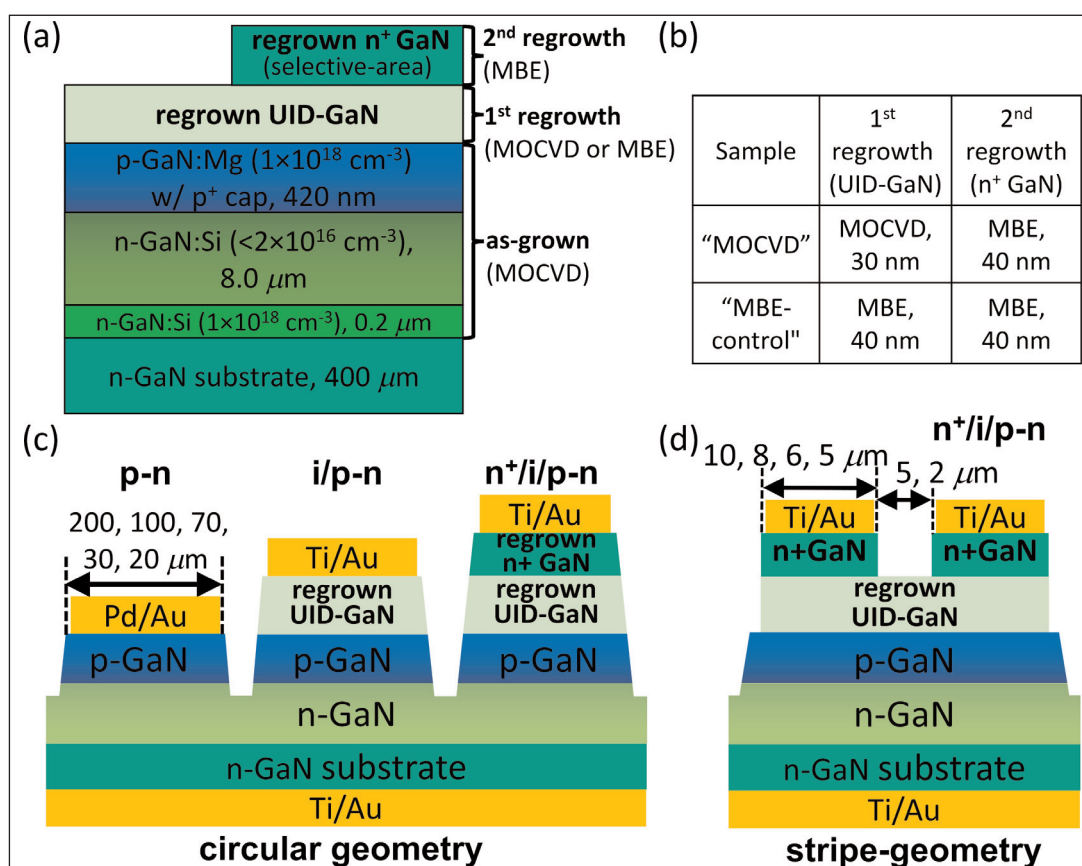 (a)
regrown n⁺ GaN
(selective-area)
2nd regrowth
(MBE)
regrown UID-GaN
1st regrowth
(MOCVD or MBE)
p-GaN:Mg (1×10¹⁸ cm⁻³)
w/ p⁺ cap, 420 nm
n-GaN:Si (<2×10¹⁶ cm⁻³),
8.0 μm
as-grown
(MOCVD)
n-GaN:Si (1×10¹⁸ cm⁻³), 0.2 μm
n-GaN substrate, 400 μm
(b)
Sample
1st
regrowth
(UID-GaN)
2nd
regrowth
(n⁺ GaN)
“MOCVD”
MOCVD,
30 nm
MBE,
40 nm
“MBE-
control"
MBE,
40 nm
MBE,
40 nm
(c)
p-n
i/p-n
n⁺/i/p-n
200, 100, 70,
30, 20 μm
Pd/Au
p-GaN
Ti/Au
regrown
UID-GaN
p-GaN
Ti/Au
regrown
n+ GaN
regrown
UID-GaN
p-GaN
n-GaN
n-GaN substrate
Ti/Au
circular geometry
(d)
n⁺/i/p-n
10, 8, 6, 5 μm
5, 2 μm
Ti/Au
Ti/Au
n+GaN
n+GaN
regrown
UID-GaN
p-GaN
n-GaN
n-GaN substrate
Ti/Au
stripe-geometry